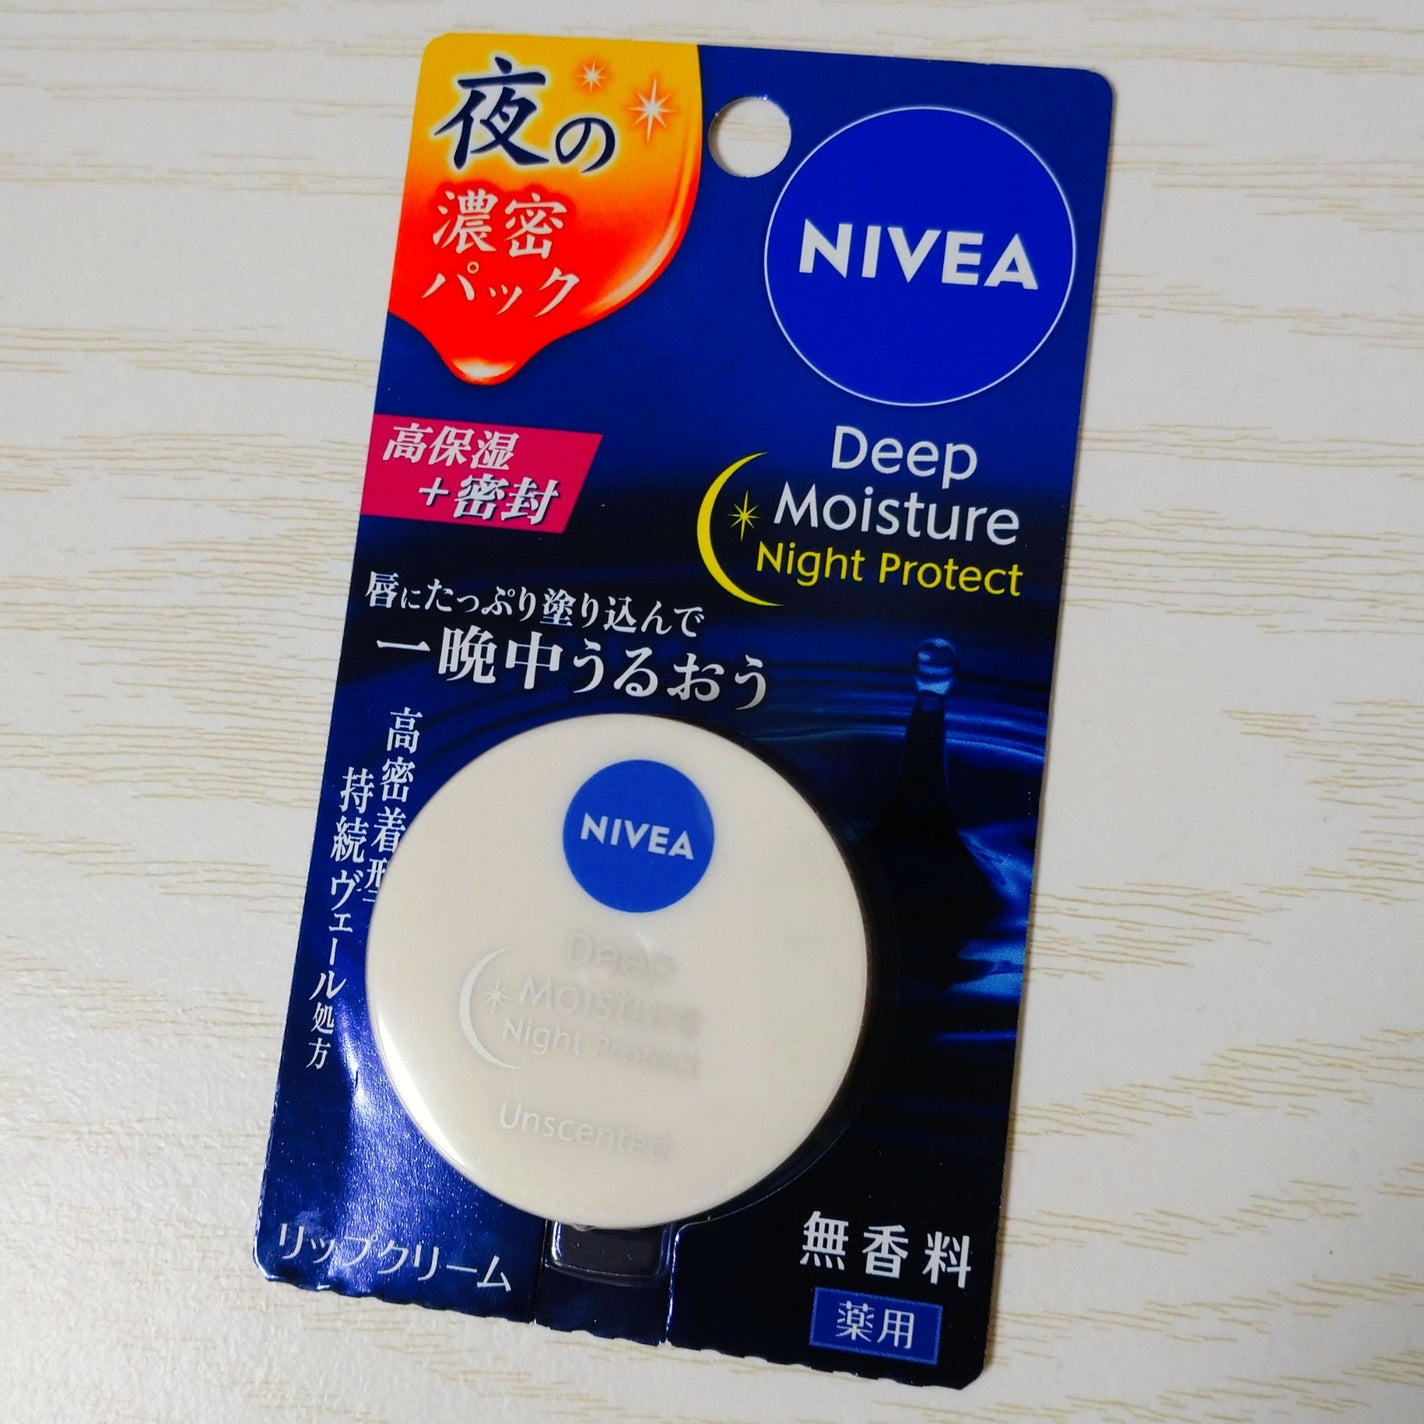 夜の
濃密
パック
NIVEA
高保湿
+密封
Deep
Moisture
Night Protect
唇にたっぷり塗り込んで
一晩中うるおう
高密着型
持続ヴェール処方
NIVEA
Deep
Moisture
Night Protect
Unscented
リップクリーム
無香料
薬用